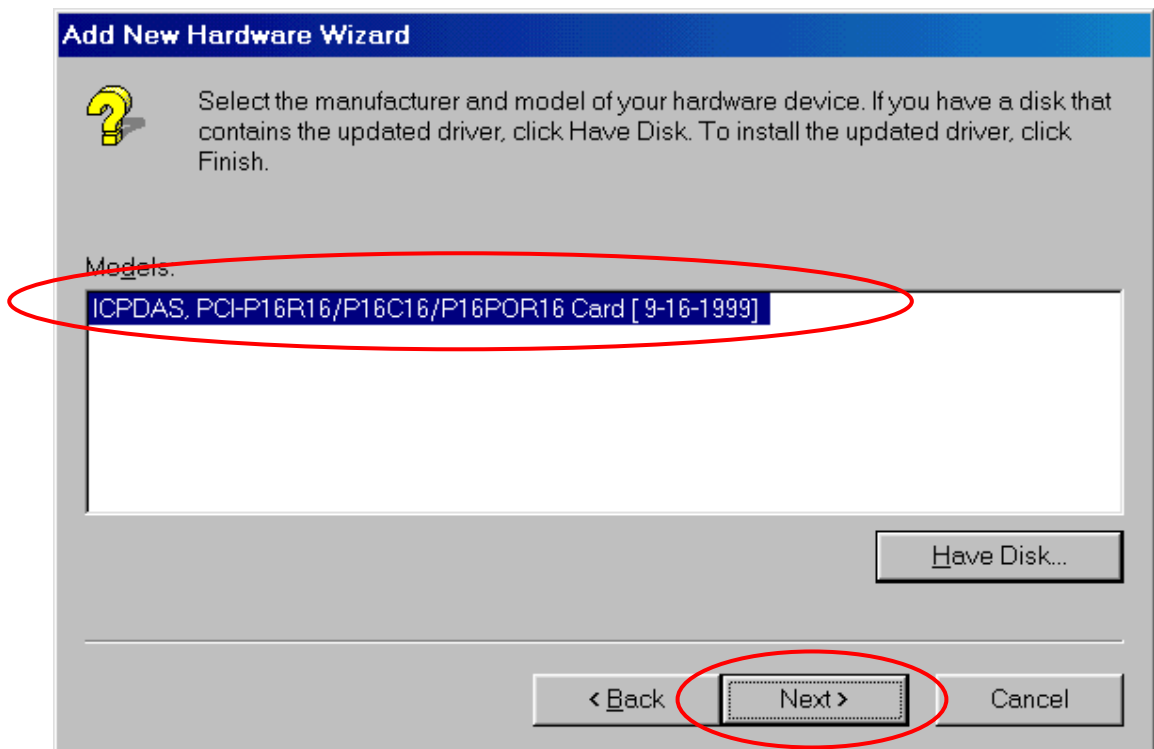 Add New Hardware Wizard
Select the manufacturer and model of your hardware device. If you have a disk that
contains the updated driver, click Have Disk. To install the updated driver, click
Finish.
Models:
ICPDAS, PCI-P16R16/P16C16/P16POR16 Card [ 9-16-1999]
Have Disk...
< Back Next > Cancel